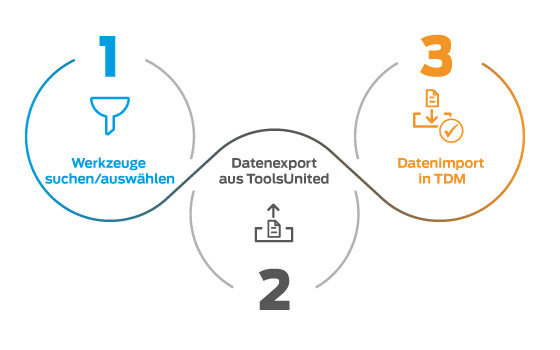 1
Werkzeuge
suchen/auswählen
Datenexport
aus ToolsUnited
2
3
Datenimport
in TDM